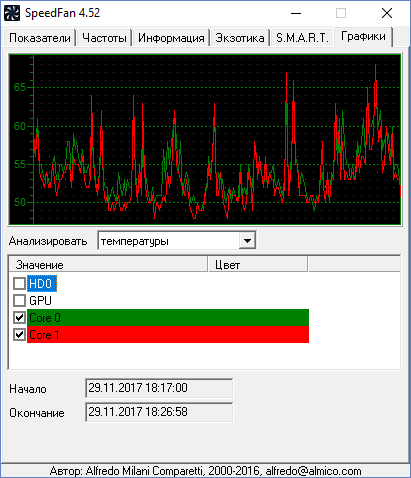 SpeedFan 4.52
Показатели Частоты Информация Экзотика S.M.A.R.T. Графики
65
60
55
50
Анализировать температуры
Значение Цвет
HD0
GPU
Core 0
Core 1
Начало 29.11.2017 18:17:00
Окончание 29.11.2017 18:26:58
Автор: Alfredo Milani Comparetti, 2000-2016, alfredo@almico.com